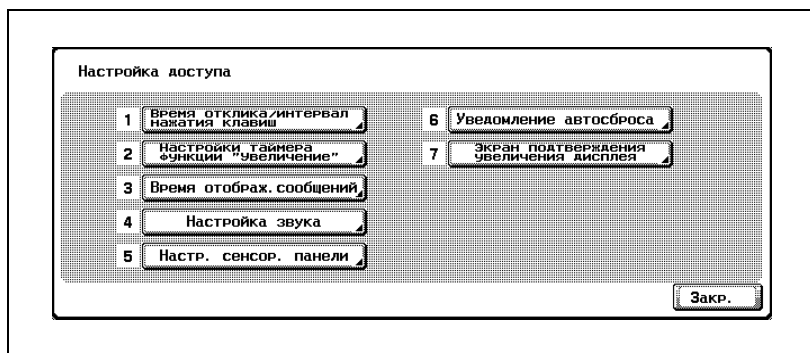 Настройка доступа
1 Время отклика/интервал
нажатия клавиш
2 Настройки таймера
функции "Увеличение"
3 Время отображ.сообщений
4 Настройка звука
5 Настр. сенсор. панели
6 Уведомление автосброса
7 Экран подтверждения
увеличения дисплея
Закр.